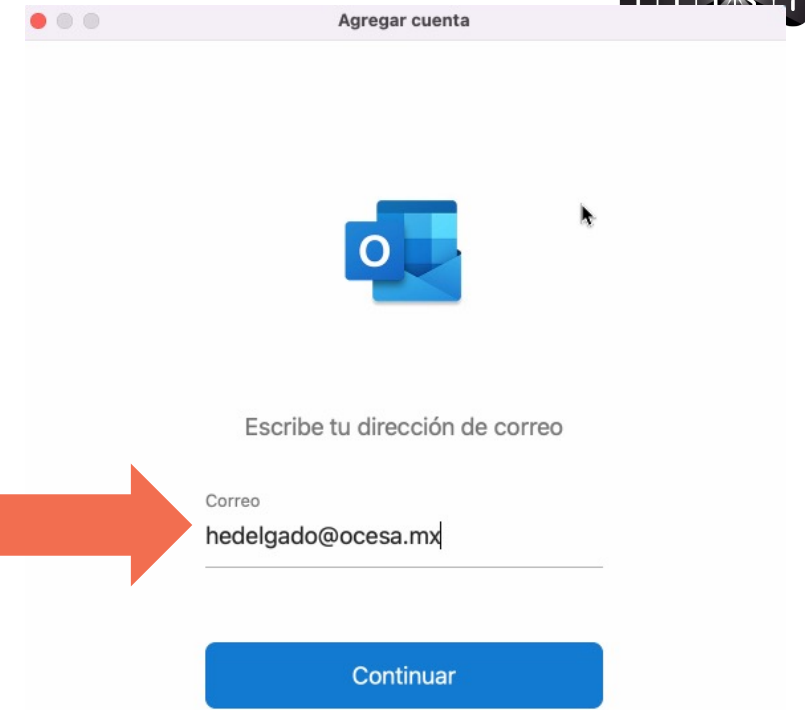 Agregar cuenta
O
Escribe tu dirección de correo
Correo
hedelgado@ocesa.mx
Continuar